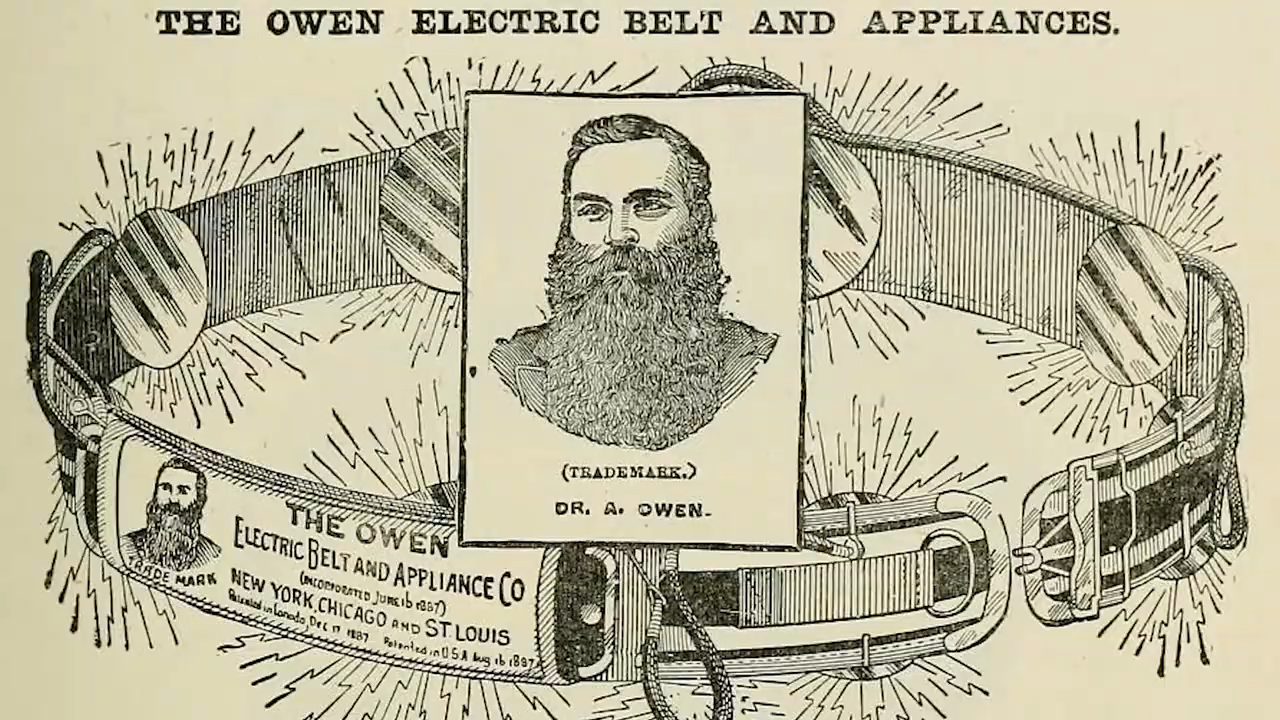 THE OWEN ELECTRIC BELT AND APPLIANCES.
(TRADEMARK.)
DR. A. OWEN.
TRADE MARK
THE OWEN
ELECTRIC BELT AND APPLIANCE CO
(INCORPORATED JUNE 16 1887)
NEW YORK, CHICAGO AND ST. LOUIS
Patented in Canada, Dec 17 1887 Patented in U.S.A Aug 16 1887